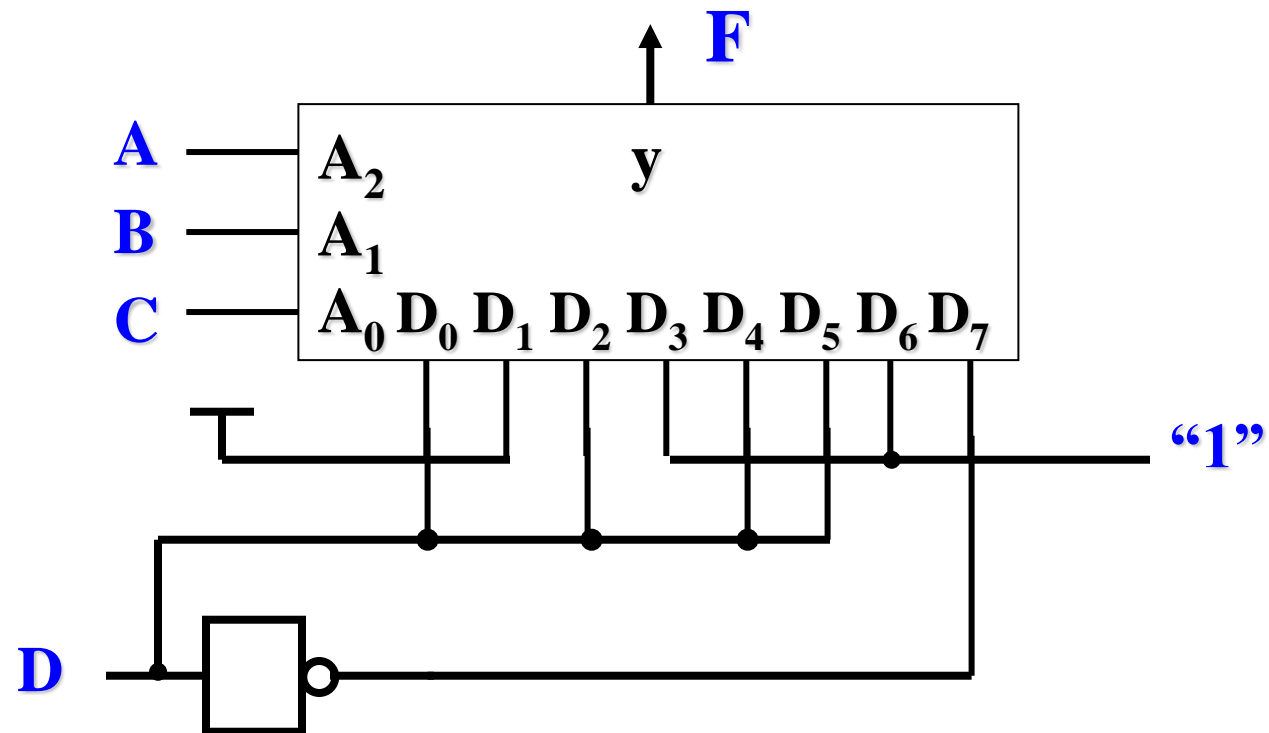 F
A
A₂
y
B
A₁
C
A₀ D₀ D₁ D₂ D₃ D₄ D₅ D₆ D₇
“1”
D